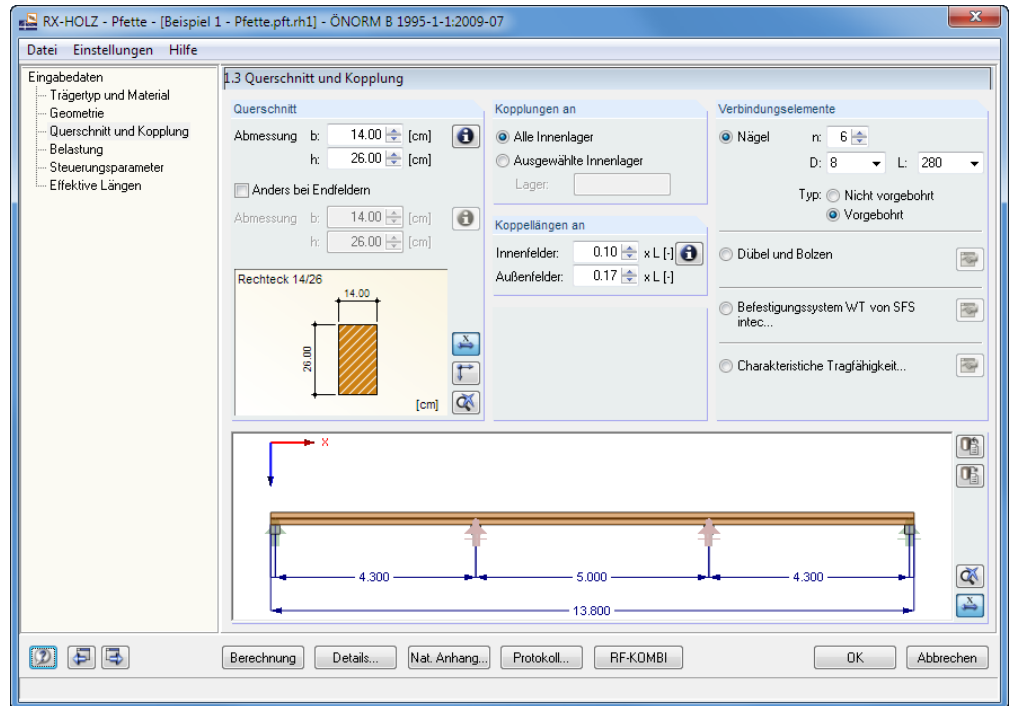 RX-HOLZ - Pfette - [Beispiel 1 - Pfette.pft.rh1] - ÖNORM B 1995-1-1:2009-07
Datei Einstellungen Hilfe
Eingabedaten
Trägertyp und Material
Geometrie
Querschnitt und Kopplung
Belastung
Steuerungsparameter
Effektive Längen
1.3 Querschnitt und Kopplung
Querschnitt
Abmessung b: 14.00 [cm]
h: 26.00 [cm]
Anders bei Endfeldern
Abmessung b: 14.00 [cm]
h: 26.00 [cm]
Rechteck 14/26
14.00
26.00
[cm]
Kopplungen an
Alle Innenlager
Ausgewählte Innenlager
Lager:
Koppellängen an
Innenfelder: 0.10 x L [-]
Außenfelder: 0.17 x L [-]
Verbindungselemente
Nägel n: 6
D: 8 L: 280
Typ: Nicht vorgebohrt
Vorgebohrt
Dübel und Bolzen
Befestigungssystem WT von SFS
intec...
Charakteristiche Tragfähigkeit...
X
4.300 5.000 4.300
13.800
Berechnung Details... Nat. Anhang... Protokoll... RF-KOMBI OK Abbrechen